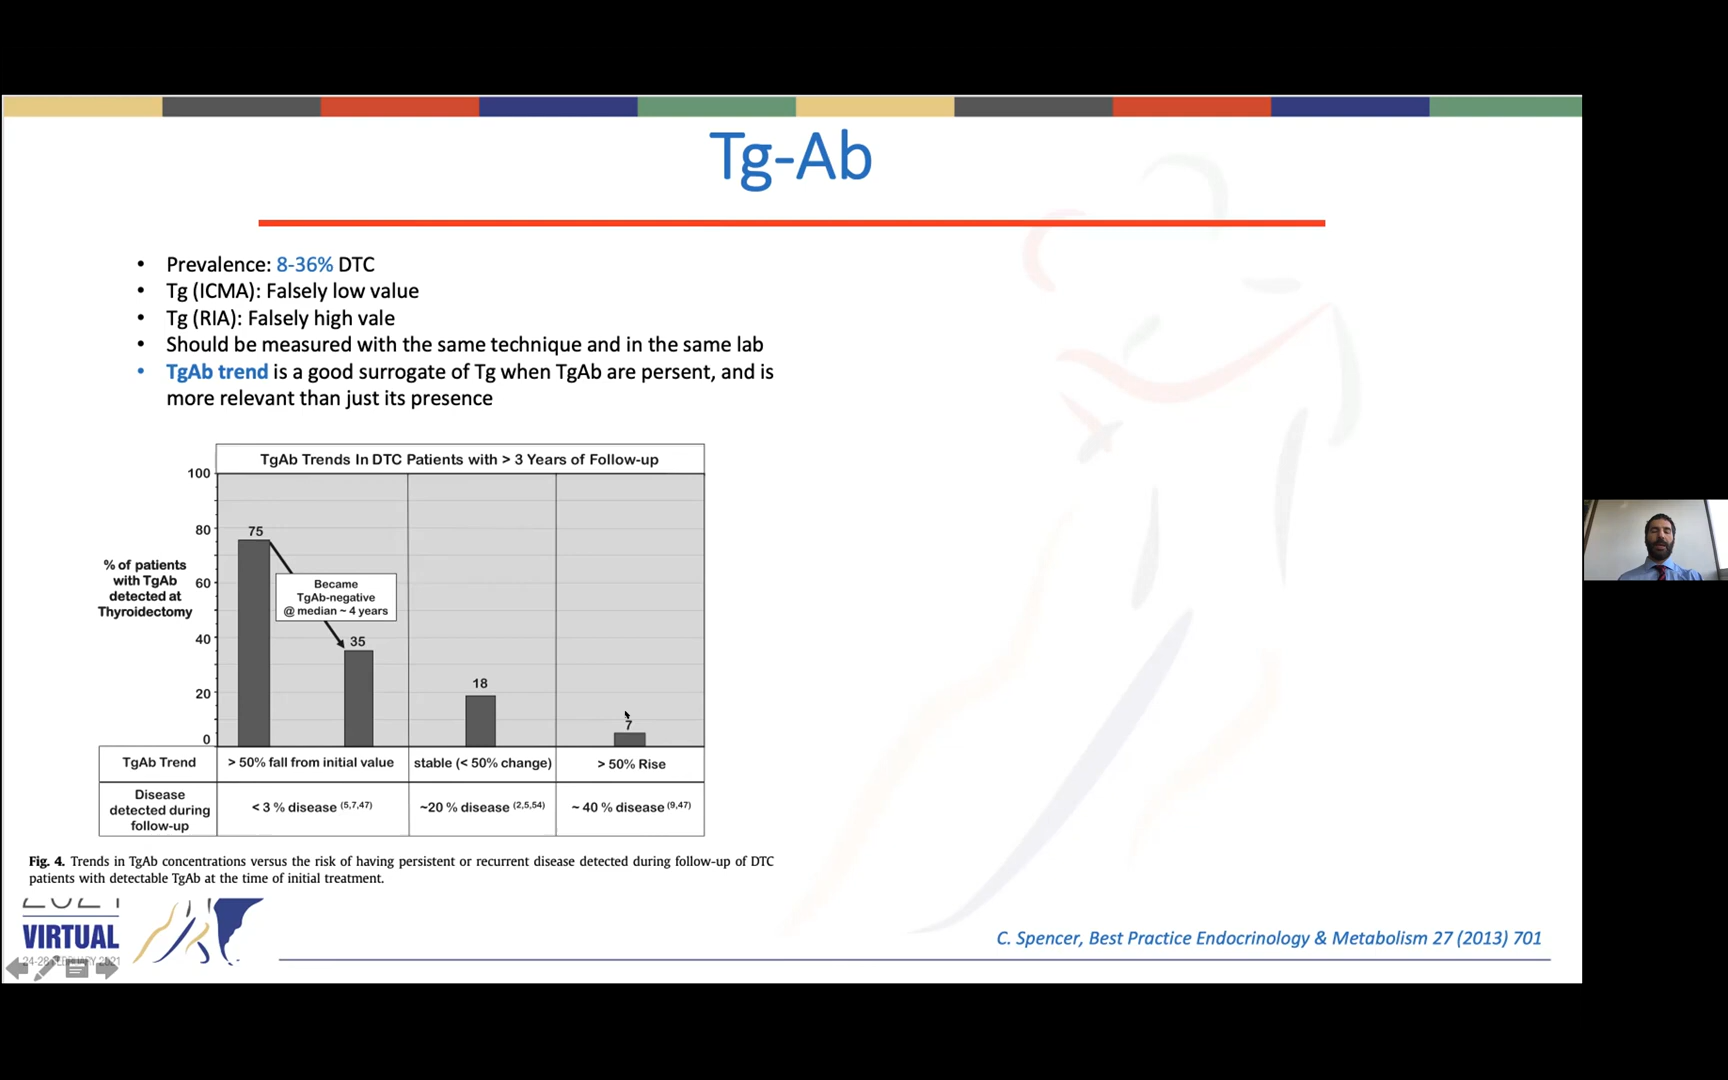 Tg-Ab
• Prevalence: 8-36% DTC
• Tg (ICMA): Falsely low value
• Tg (RIA): Falsely high vale
• Should be measured with the same technique and in the same lab
• TgAb trend is a good surrogate of Tg when TgAb are persent, and is
more relevant than just its presence
TgAb Trends In DTC Patients with > 3 Years of Follow-up
% of patients
with TgAb
detected at
Thyroidectomy
100
80
60
40
20
0
75
Became
TgAb-negative
@ median ~ 4 years
35
18
7
TgAb Trend
> 50% fall from initial value
stable (< 50% change)
> 50% Rise
Disease
detected during
follow-up
< 3 % disease (5,7,47)
~20 % disease (2,5,54)
~ 40 % disease (9,47)
Fig. 4. Trends in TgAb concentrations versus the risk of having persistent or recurrent disease detected during follow-up of DTC
patients with detectable TgAb at the time of initial treatment.
2021
VIRTUAL
24-28 FEBRUARY 2021
C. Spencer, Best Practice Endocrinology & Metabolism 27 (2013) 701